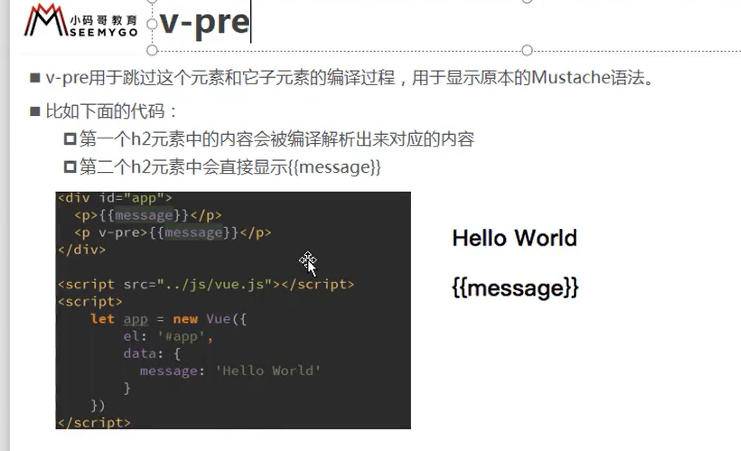 小码哥教育
SEEMYGO
v-pre
v-pre用于跳过这个元素和它子元素的编译过程，用于显示原本的Mustache语法。
比如下面的代码：
第一个h2元素中的内容会被编译解析出来对应的内容
第二个h2元素中会直接显示{{message}}
<div id="app">
  <p>{{message}}</p>
  <p v-pre>{{message}}</p>
</div>
<script src="../js/vue.js"></script>
<script>
    let app = new Vue({
        el: '#app',
        data: {
          message: 'Hello World'
        }
    })
</script>
Hello World
{{message}}